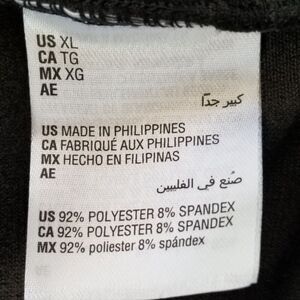 US XL
CA TG
MX XG
AE
كبير جدًا
US MADE IN PHILIPPINES
CA FABRIQUÉ AUX PHILIPPINES
MX HECHO EN FILIPINAS
AE
صُنع في الفلبين
US 92% POLYESTER 8% SPANDEX
CA 92% POLYESTER 8% SPANDEX
MX 92% poliester 8% spándex